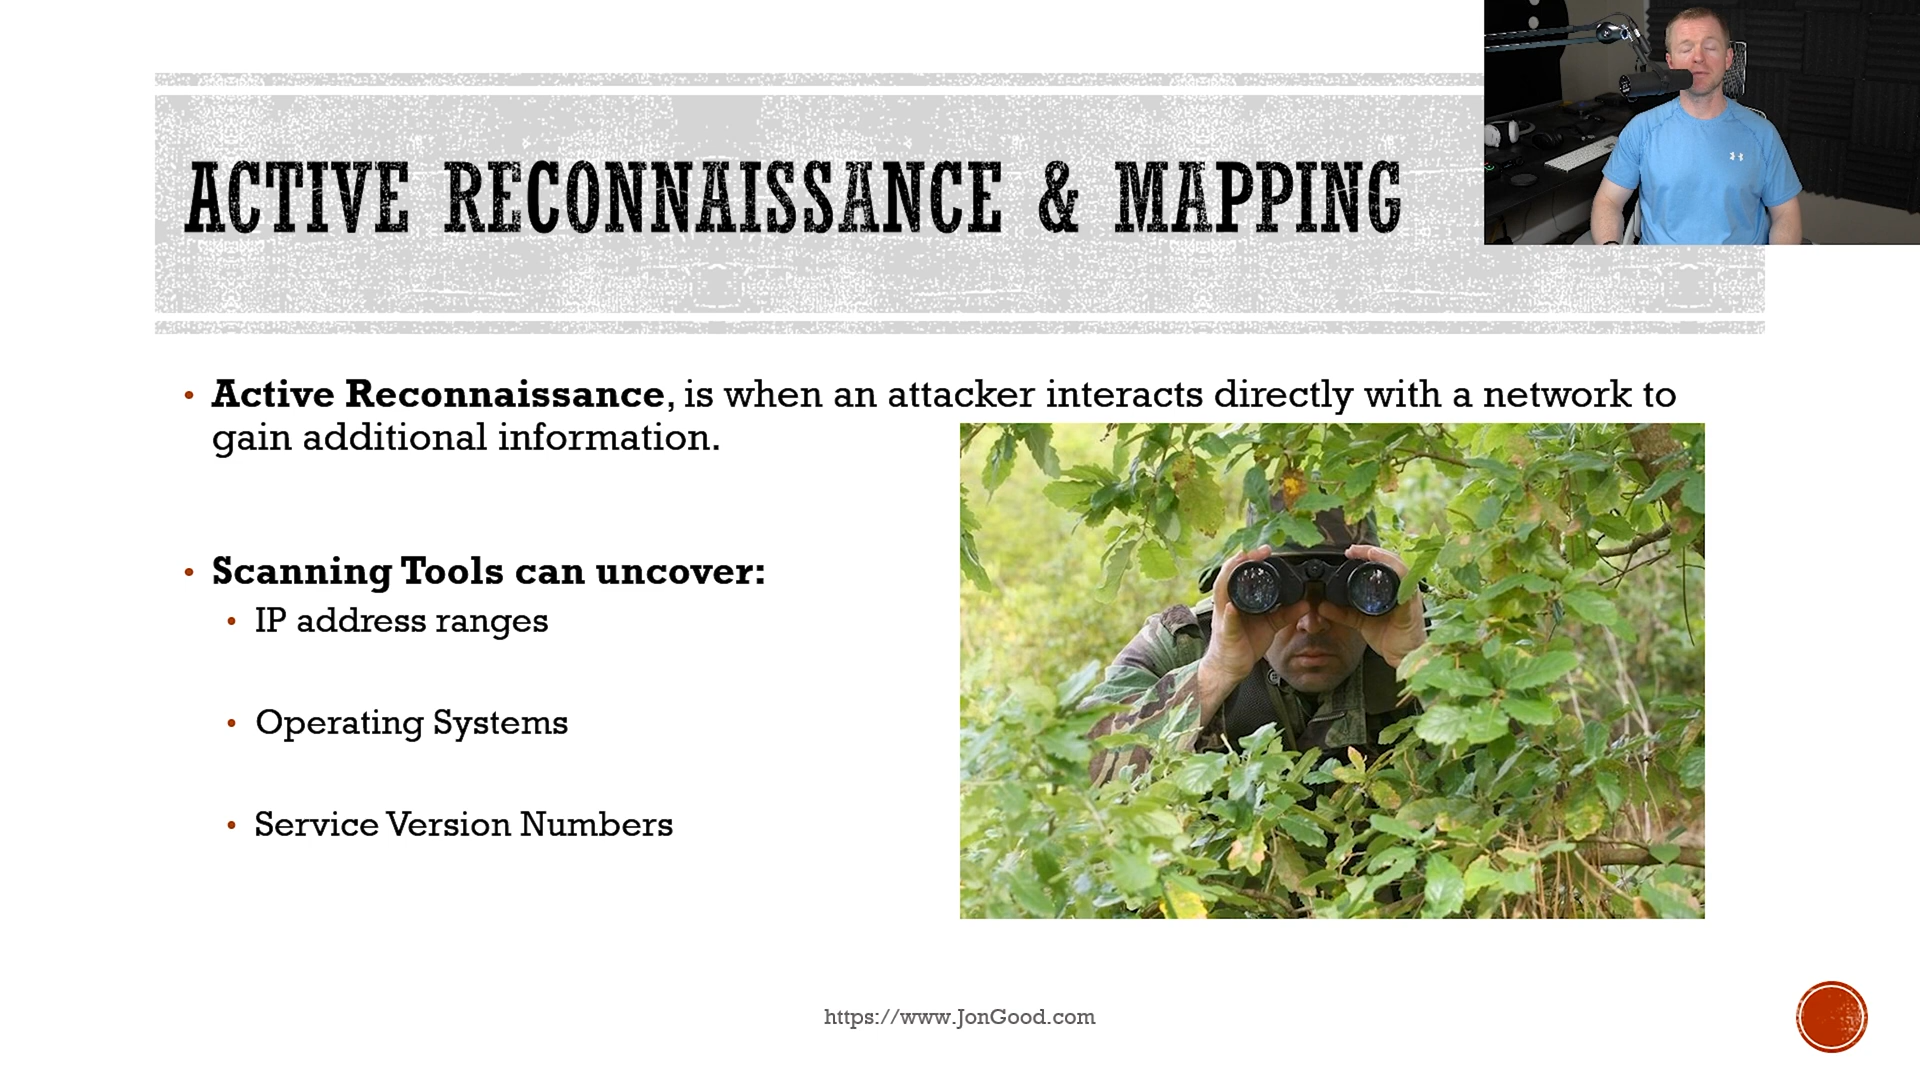 ACTIVE RECONNAISSANCE & MAPPING
• Active Reconnaissance, is when an attacker interacts directly with a network to
gain additional information.
• Scanning Tools can uncover:
• IP address ranges
• Operating Systems
• Service Version Numbers
https://www.JonGood.com